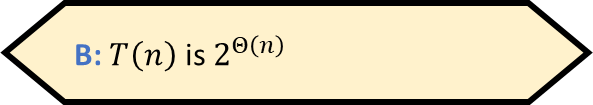 B: T(n) is 2^Θ(n)